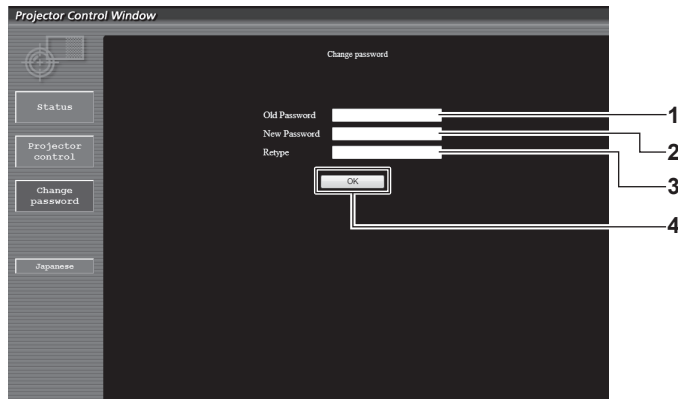 Projector Control Window
Change password
Status
Old Password
1
New Password
2
Projector
control
Retype
3
OK
Change
password
4
Japanese